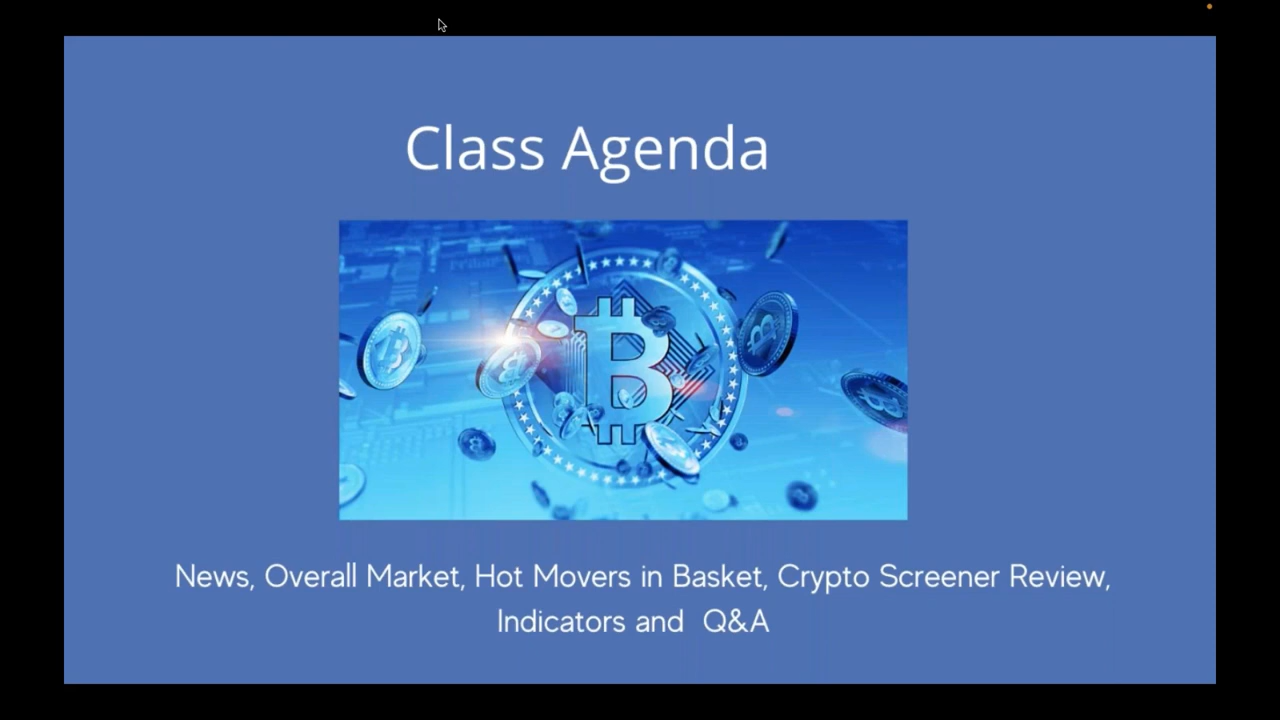 Class Agenda
News, Overall Market, Hot Movers in Basket, Crypto Screener Review,
Indicators and  Q&A